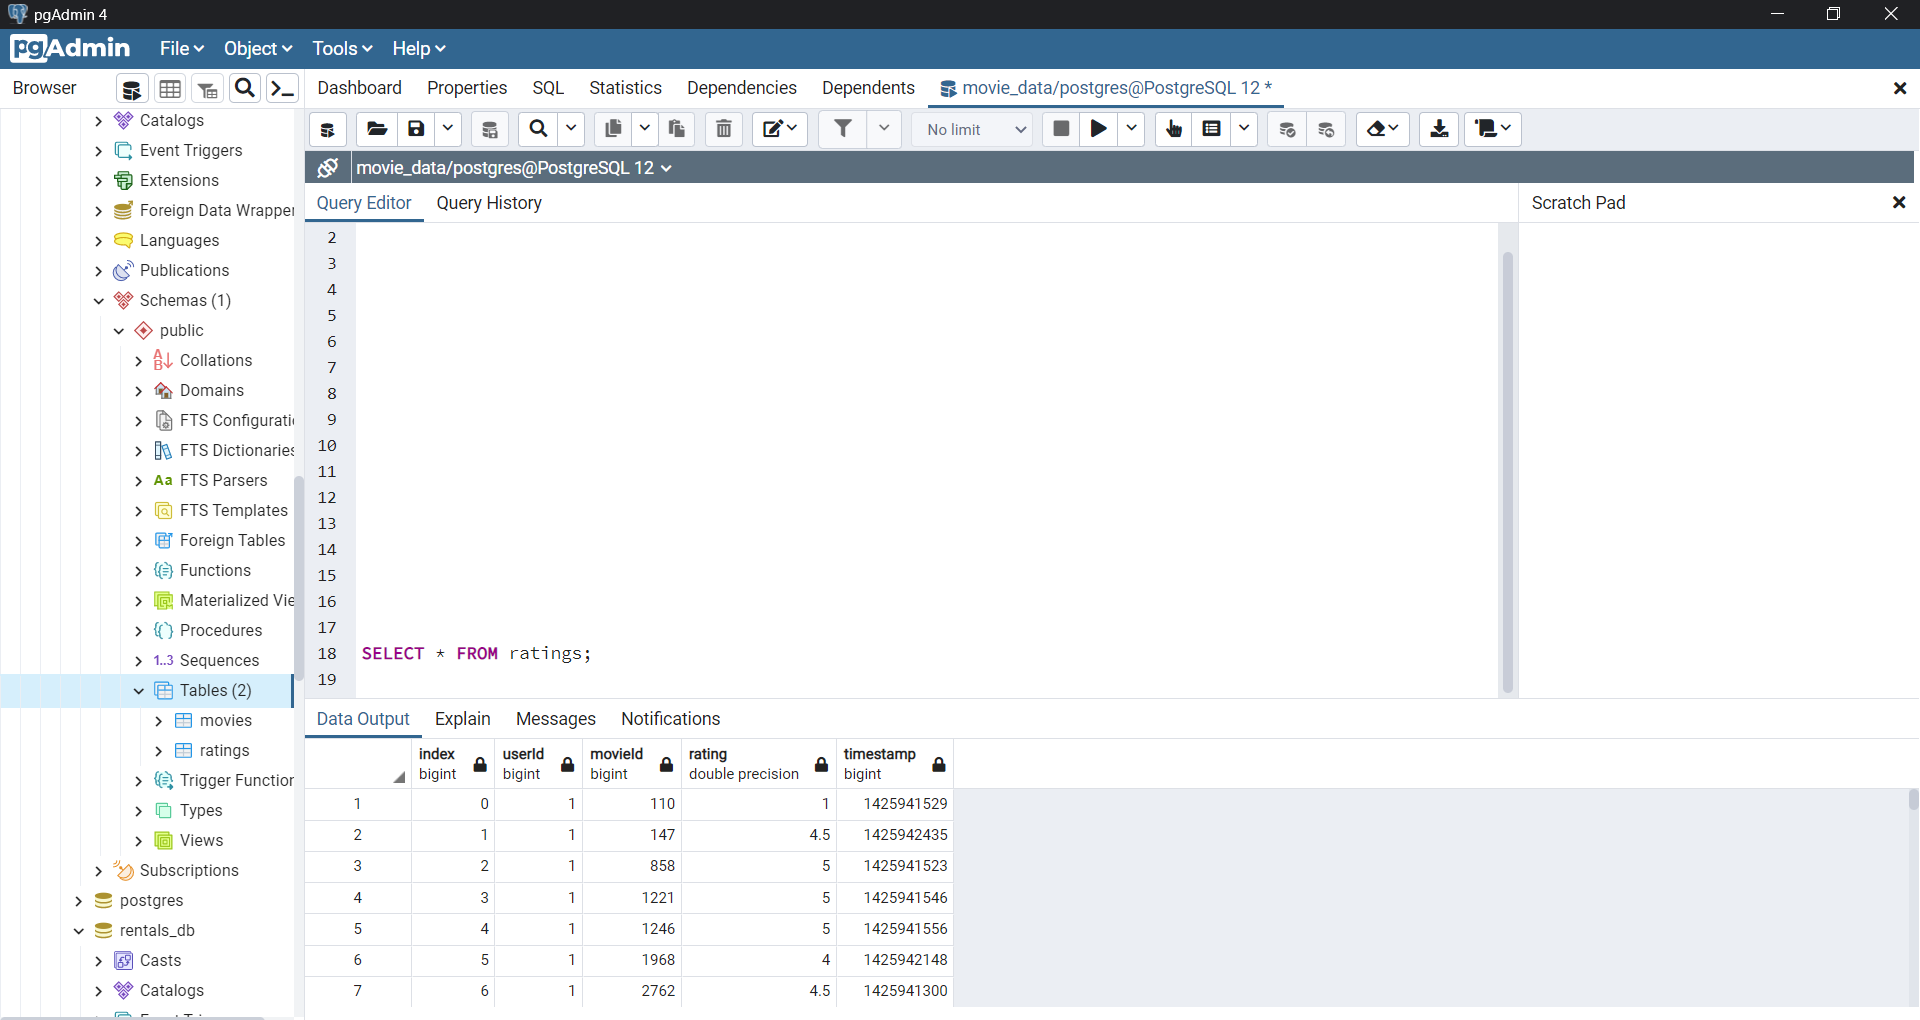 pgAdmin 4
pgAdmin File Object Tools Help
Browser
Dashboard Properties SQL Statistics Dependencies Dependents movie_data/postgres@PostgreSQL 12 *
No limit
movie_data/postgres@PostgreSQL 12
Query Editor Query History
Scratch Pad
Catalogs
Event Triggers
Extensions
Foreign Data Wrapper
Languages
Publications
Schemas (1)
public
Collations
Domains
FTS Configurati
FTS Dictionaries
Aa FTS Parsers
FTS Templates
Foreign Tables
Functions
Materialized Vie
Procedures
1..3 Sequences
Tables (2)
movies
ratings
Trigger Function
Types
Views
Subscriptions
postgres
rentals_db
Casts
Catalogs
2
3
4
5
6
7
8
9
10
11
12
13
14
15
16
17
18 SELECT * FROM ratings;
19
Data Output Explain Messages Notifications
index userId movieId rating timestamp
bigint bigint bigint double precision bigint
1 0 1 110 1 1425941529
2 1 1 147 4.5 1425942435
3 2 1 858 5 1425941523
4 3 1 1221 5 1425941546
5 4 1 1246 5 1425941556
6 5 1 1968 4 1425942148
7 6 1 2762 4.5 1425941300